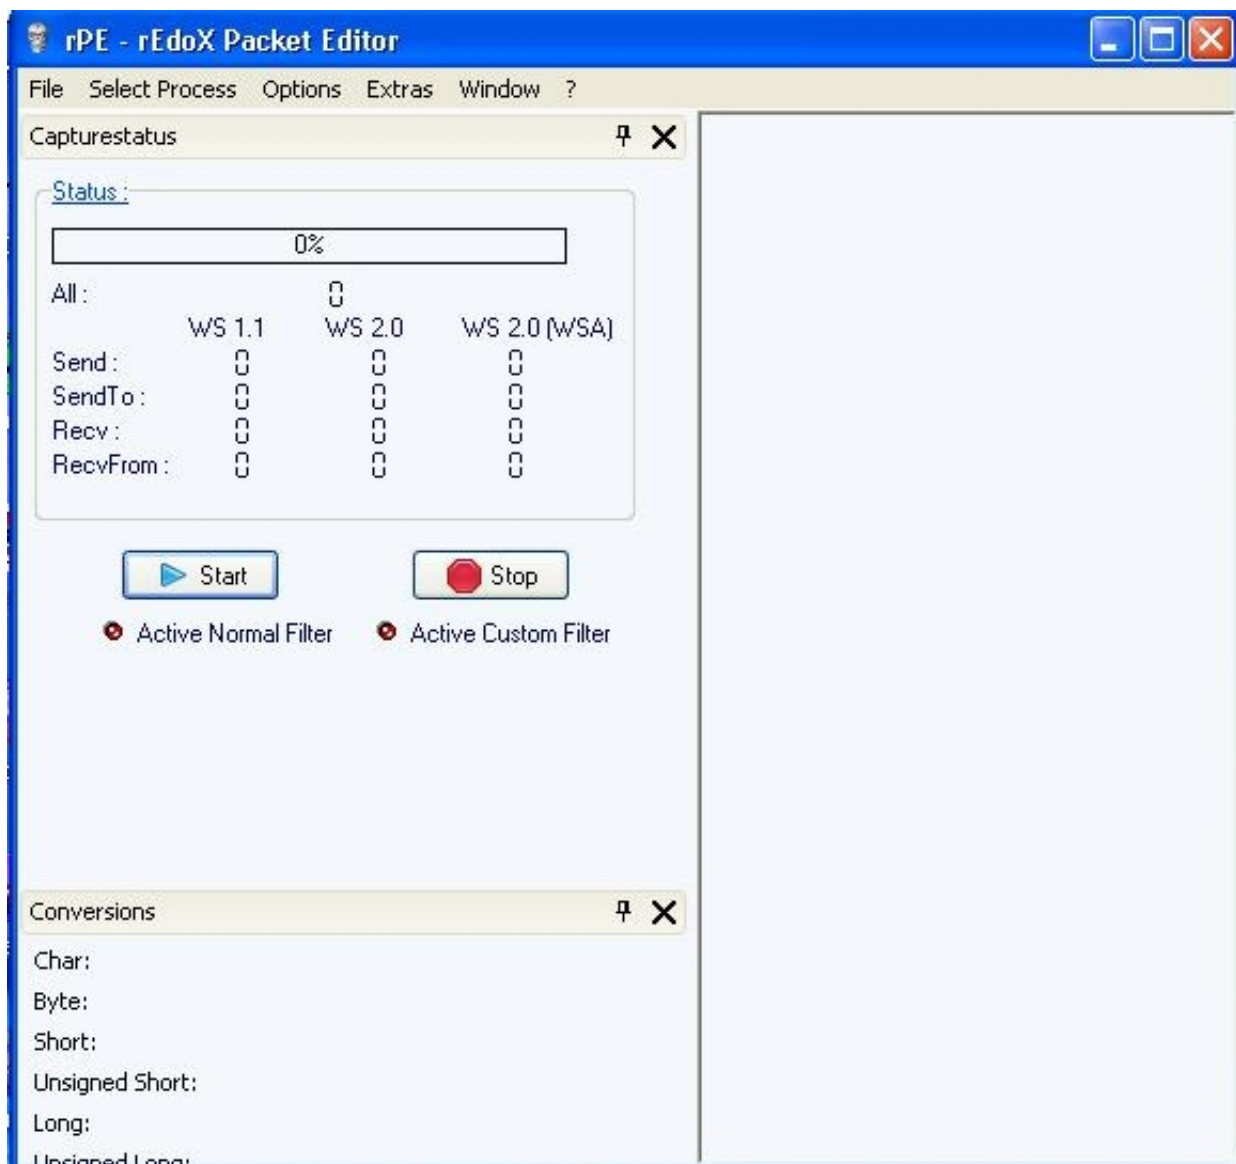 rPE - rEdoX Packet Editor
File Select Process Options Extras Window ?
Capturestatus
Status :
0%
All : 0
WS 1.1 WS 2.0 WS 2.0 (WSA)
Send : 0 0 0
SendTo : 0 0 0
Recv : 0 0 0
RecvFrom : 0 0 0
Start Stop
Active Normal Filter Active Custom Filter
Conversions
Char:
Byte:
Short:
Unsigned Short:
Long:
Unsigned Long: